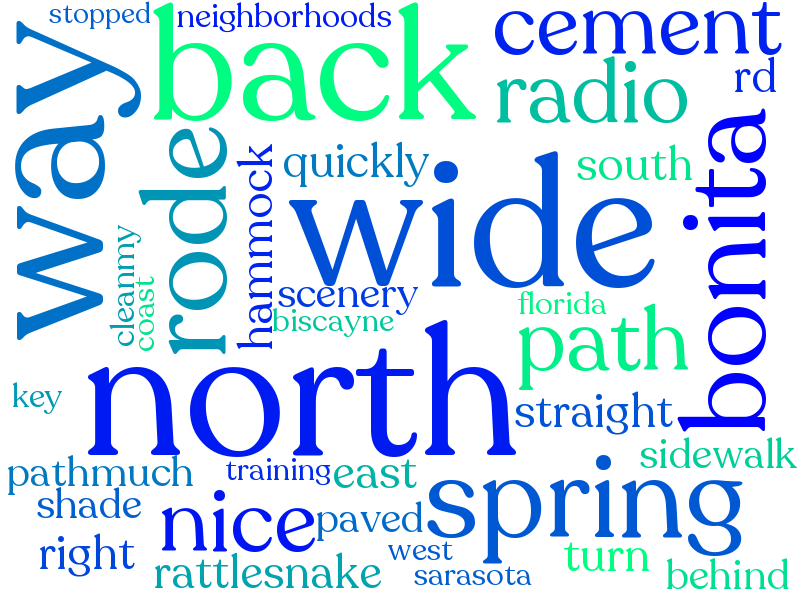 stopped
neighborhoods
back
cement
way
radio
rd
rode
hammock
quickly
wide
south
bonita
cleanmy
coast
scenery
biscayne
florida
path
north
key
straight
sidewalk
pathmuch
training
east
spring
shade
nice
paved
right
west
turn
rattlesnake
sarasota
behind